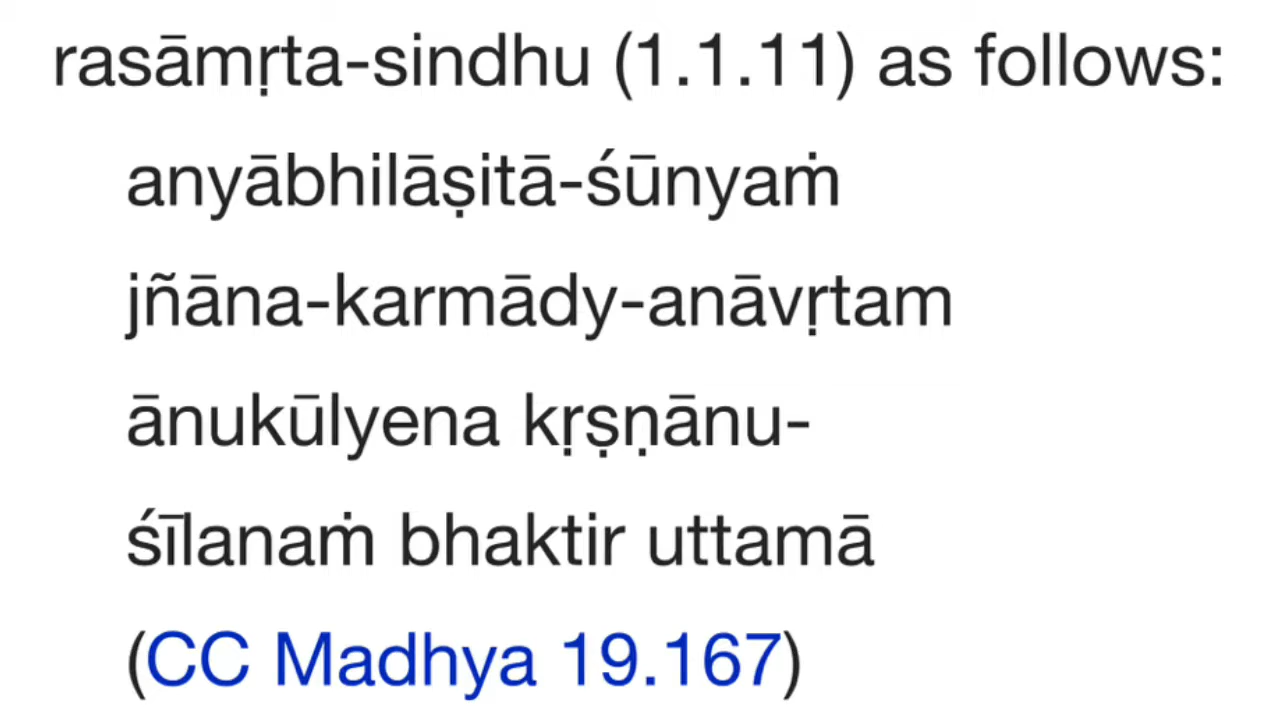 rasāmṛta-sindhu (1.1.11) as follows:
anyābhilāṣitā-śūnyaṁ
jñāna-karmādy-anāvṛtam
ānukūlyena kṛṣṇānu-
śīlanaṁ bhaktir uttamā
(CC Madhya 19.167)